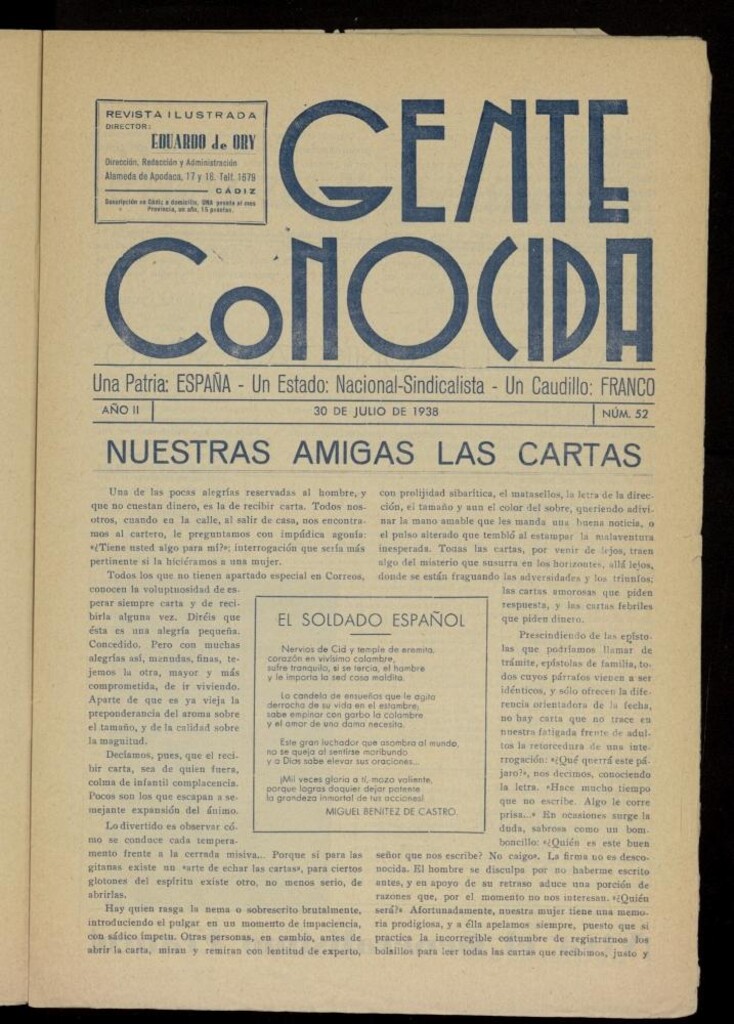 REVISTA ILUSTRADA
DIRECTOR:
EDUARDO de ORY
Dirección, Redacción y Administración
Alameda de Apodaca, 17 y 18. Telf. 1679
CÁDIZ
Suscripción en Cádiz a domicilio, UNA peseta al mes
Provincia, un año, 15 pesetas.
GENTE
CONOCIDA
Una Patria: ESPAÑA - Un Estado: Nacional-Sindicalista - Un Caudillo: FRANCO
AÑO II
30 DE JULIO DE 1938
NÚM. 52
NUESTRAS AMIGAS LAS CARTAS
Una de las pocas alegrías reservadas al hombre, y
que no cuestan dinero, es la de recibir carta. Todos nos-
otros, cuando en la calle, al salir de casa, nos encontra-
mos al cartero, le preguntamos con impúdica agonía:
«¿Tiene usted algo para mí?»; interrogación que sería más
pertinente si la hiciéramos a una mujer.
Todos los que no tienen apartado especial en Correos,
conocen la voluptuosidad de es-
perar siempre carta y de reci-
birla alguna vez. Diréis que
ésta es una alegría pequeña.
Concedido. Pero con muchas
alegrías así, menudas, finas, te-
jemos la otra, mayor y más
comprometida, de ir viviendo.
Aparte de que es ya vieja la
preponderancia del aroma sobre
el tamaño, y de la calidad sobre
la magnitud.
Decíamos, pues, que el reci-
bir carta, sea de quien fuera,
colma de infantil complacencia.
Pocos son los que escapan a se-
mejante expansión del ánimo.
Lo divertido es observar có-
mo se conduce cada tempera-
mento frente a la cerrada misiva... Porque si para las
gitanas existe un «arte de echar las cartas», para ciertos
glotones del espíritu existe otro, no menos serio, de
abrirlas.
Hay quien rasga la nema o sobrescrito brutalmente,
introduciendo el pulgar en un momento de impaciencia,
con sádico ímpetu. Otras personas, en cambio, antes de
abrir la carta, miran y remiran con lentitud de experto,
EL SOLDADO ESPAÑOL
Nervios de Cid y temple de eremita,
corazón en vivísimo calambre,
sufre tranquilo, si se tercia, el hambre
y le importa la sed cosa maldita.
La candela de ensueños que le agita
derrocha de su vida en el estambre;
sabe empinar con garbo la calambre
y el amor de una dama necesita.
Este gran luchador que asombra al mundo,
no se queja al sentirse moribundo
y a Dios sabe elevar sus oraciones...
¡Mil veces gloria a tí, mozo valiente,
porque logras doquier dejar patente
la grandeza inmortal de tus acciones!
MIGUEL BENÍTEZ DE CASTRO.
con prolijidad sibarítica, el matasellos, la letra de la direc-
ción, el tamaño y aun el color del sobre, queriendo adivi-
nar la mano amable que les manda una buena noticia, o
el pulso alterado que tembló al estampar la malaventura
inesperada. Todas las cartas, por venir de lejos, traen
algo del misterio que susurra en los horizontes, allá lejos,
donde se están fraguando las adversidades y los triunfos;
las cartas amorosas que piden
respuesta, y las cartas febriles
que piden dinero.
Prescindiendo de las epísto-
las que podríamos llamar de
trámite, epístolas de familia, to-
dos cuyos párrafos vienen a ser
idénticos, y sólo ofrecen la dife-
rencia orientadora de la fecha,
no hay carta que no trace en
nuestra fatigada frente de adul-
tos la retorcedura de una inte-
rrogación: «¿Qué querrá este pá-
jaro?», nos decimos, conociendo
la letra. «Hace mucho tiempo
que no escribe. Algo le corre
prisa...» En ocasiones surge la
duda, sabrosa como un bom-
boncillo: «¿Quién es este buen
señor que nos escribe? No caigo». La firma no es desco-
nocida. El hombre se disculpa por no haberme escrito
antes, y en apoyo de su retraso aduce una porción de
razones que, por el momento no nos interesan. «¿Quién
será?» Afortunadamente, nuestra mujer tiene una memo-
ria prodigiosa, y a élla apelamos siempre, puesto que si
practica la incorregible costumbre de registrarnos los
bolsillos para leer todas las cartas que recibimos, justo y